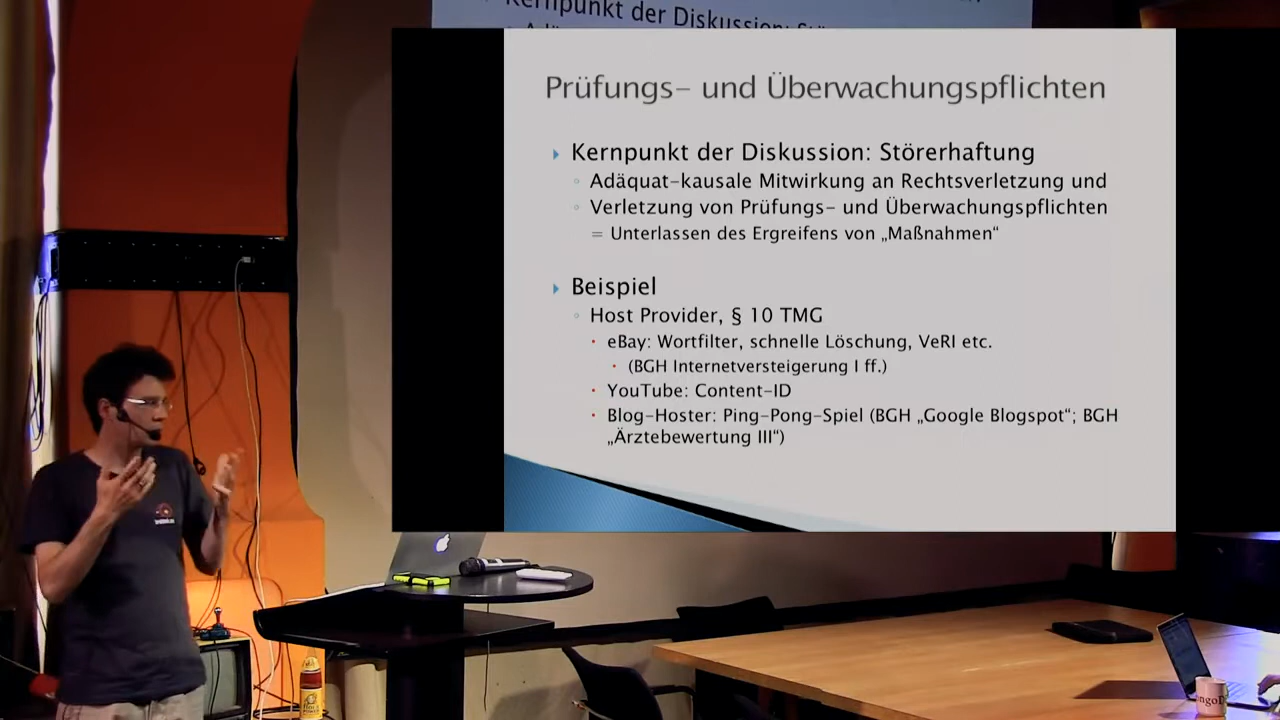 Kernpunkt der Diskussion:
Prüfungs- und Überwachungspflichten
Kernpunkt der Diskussion: Störerhaftung
Adäquat-kausale Mitwirkung an Rechtsverletzung und
Verletzung von Prüfungs- und Überwachungspflichten
= Unterlassen des Ergreifens von „Maßnahmen“
Beispiel
Host Provider, § 10 TMG
eBay: Wortfilter, schnelle Löschung, VeRI etc.
(BGH Internetversteigerung I ff.)
YouTube: Content-ID
Blog-Hoster: Ping-Pong-Spiel (BGH „Google Blogspot“; BGH
„Ärztebewertung III“)